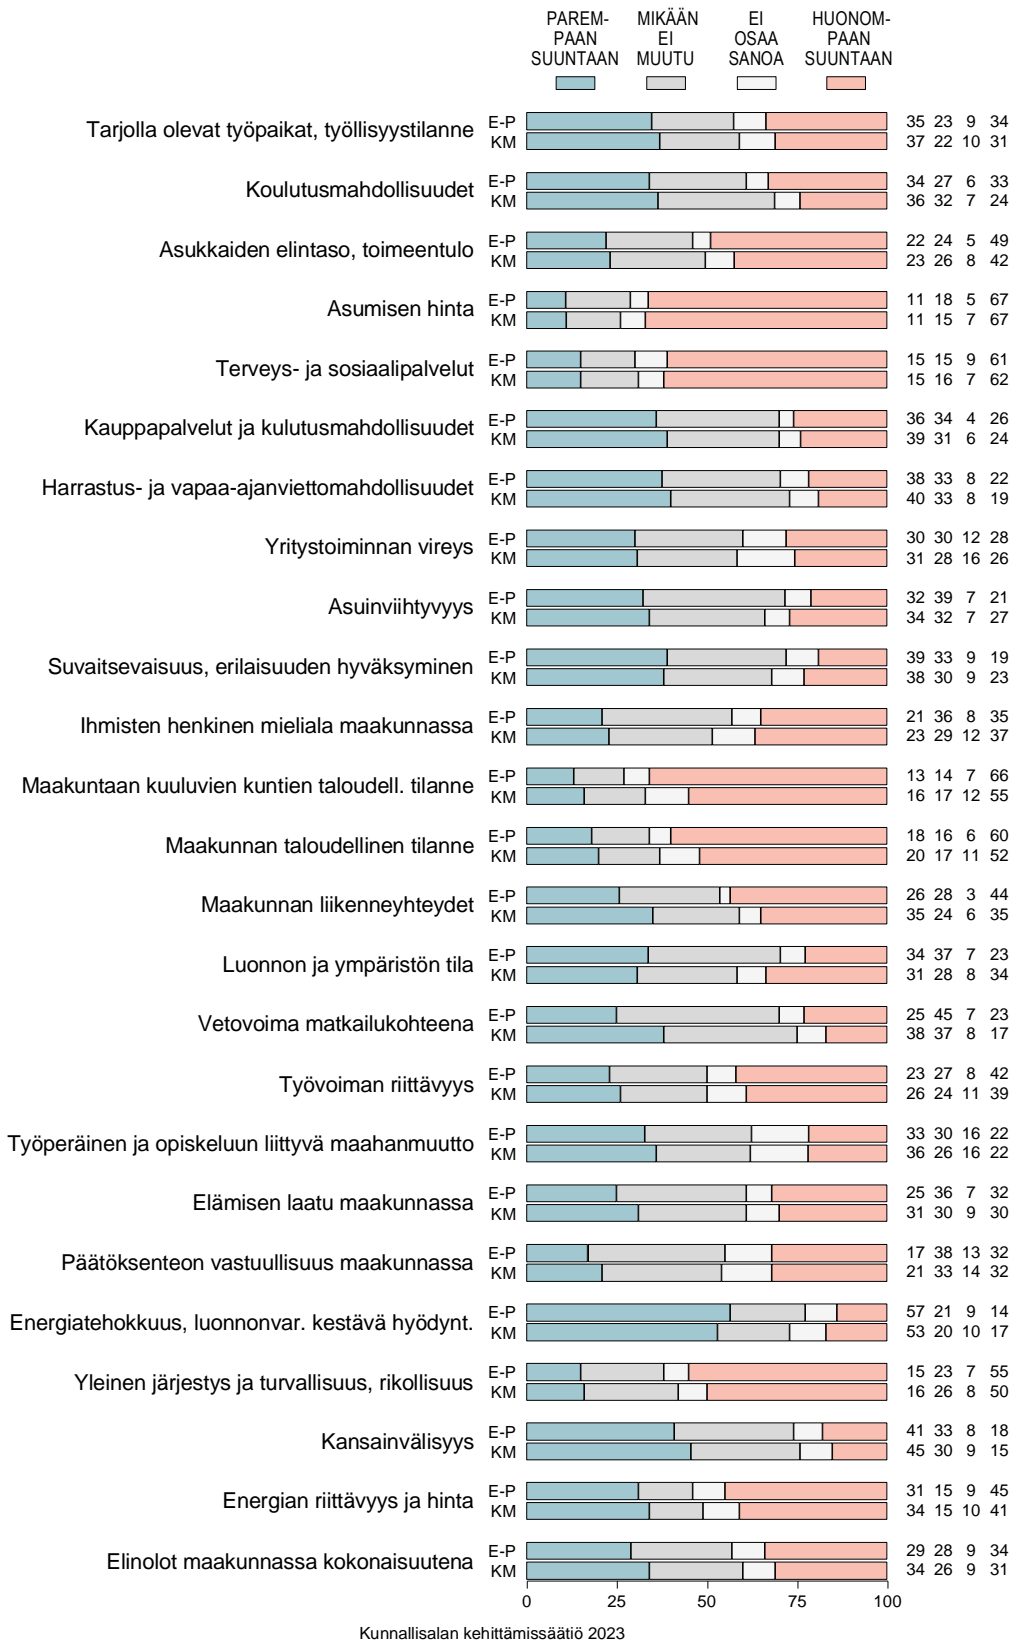 PAREM-
PAAN
SUUNTAAN
MIKÄÄN
EI
MUUTU
EI
OSAA
SANOA
HUONOM-
PAAN
SUUNTAAN
Tarjolla olevat työpaikat, työllisyystilanne
E-P 35 23 9 34
KM 37 22 10 31
Koulutusmahdollisuudet
E-P 34 27 6 33
KM 36 32 7 24
Asukkaiden elintaso, toimeentulo
E-P 22 24 5 49
KM 23 26 8 42
Asumisen hinta
E-P 11 18 5 67
KM 11 15 7 67
Terveys- ja sosiaalipalvelut
E-P 15 15 9 61
KM 15 16 7 62
Kauppapalvelut ja kulutusmahdollisuudet
E-P 36 34 4 26
KM 39 31 6 24
Harrastus- ja vapaa-ajanviettomahdollisuudet
E-P 38 33 8 22
KM 40 33 8 19
Yritystoiminnan vireys
E-P 30 30 12 28
KM 31 28 16 26
Asuinviihtyvyys
E-P 32 39 7 21
KM 34 32 7 27
Suvaitsevaisuus, erilaisuuden hyväksyminen
E-P 39 33 9 19
KM 38 30 9 23
Ihmisten henkinen mieliala maakunnassa
E-P 21 36 8 35
KM 23 29 12 37
Maakuntaan kuuluvien kuntien taloudell. tilanne
E-P 13 14 7 66
KM 16 17 12 55
Maakunnan taloudellinen tilanne
E-P 18 16 6 60
KM 20 17 11 52
Maakunnan liikenneyhteydet
E-P 26 28 3 44
KM 35 24 6 35
Luonnon ja ympäristön tila
E-P 34 37 7 23
KM 31 28 8 34
Vetovoima matkailukohteena
E-P 25 45 7 23
KM 38 37 8 17
Työvoiman riittävyys
E-P 23 27 8 42
KM 26 24 11 39
Työperäinen ja opiskeluun liittyvä maahanmuutto
E-P 33 30 16 22
KM 36 26 16 22
Elämisen laatu maakunnassa
E-P 25 36 7 32
KM 31 30 9 30
Päätöksenteon vastuullisuus maakunnassa
E-P 17 38 13 32
KM 21 33 14 32
Energiatehokkuus, luonnonvar. kestävä hyödynt.
E-P 57 21 9 14
KM 53 20 10 17
Yleinen järjestys ja turvallisuus, rikollisuus
E-P 15 23 7 55
KM 16 26 8 50
Kansainvälisyys
E-P 41 33 8 18
KM 45 30 9 15
Energian riittävyys ja hinta
E-P 31 15 9 45
KM 34 15 10 41
Elinolot maakunnassa kokonaisuutena
E-P 29 28 9 34
KM 34 26 9 31
0 25 50 75 100
Kunnallisalan kehittämissäätiö 2023